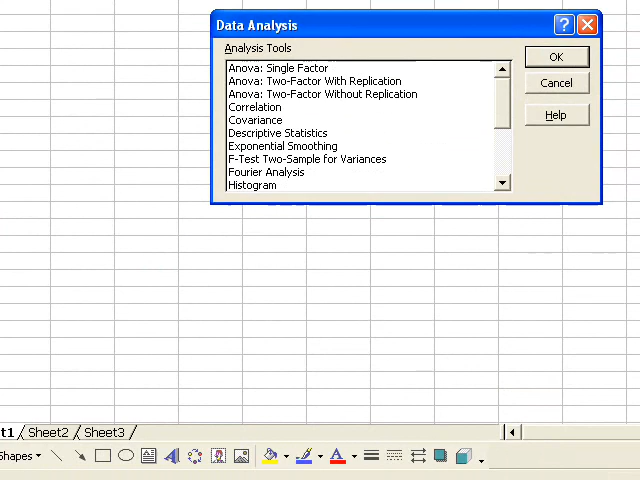 Data Analysis
Analysis Tools
Anova: Single Factor
Anova: Two-Factor With Replication
Anova: Two-Factor Without Replication
Correlation
Covariance
Descriptive Statistics
Exponential Smoothing
F-Test Two-Sample for Variances
Fourier Analysis
Histogram
OK
Cancel
Help
t1 Sheet2 Sheet3
Shapes